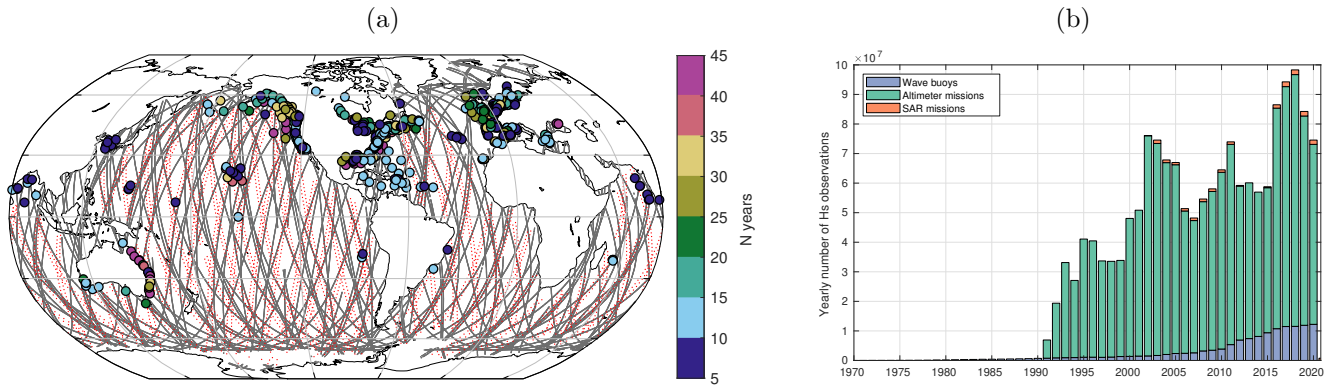 (a)
45
40
35
30
25
20
15
10
5
N years
(b)
×10⁷
10
9
8
7
6
5
4
3
2
1
0
Yearly number of Hs observations
Wave buoys
Altimeter missions
SAR missions
1970 1975 1980 1985 1990 1995 2000 2005 2010 2015 2020